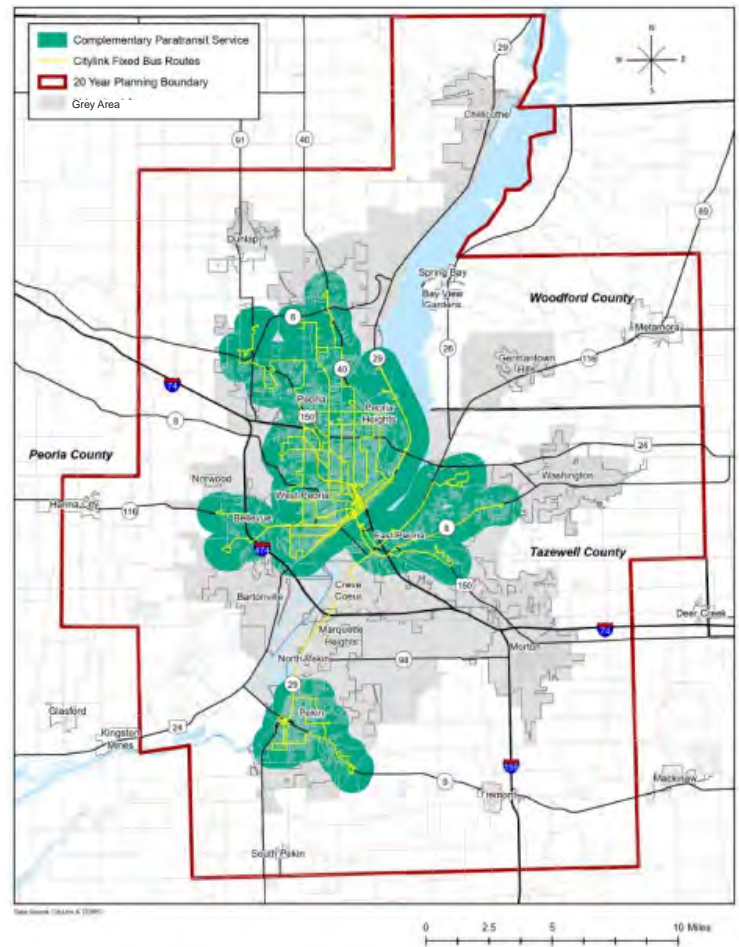 Complementary Paratransit Service
Citylink Fixed Bus Routes
20 Year Planning Boundary
Grey Area
N
W
E
S
29
Chillicothe
91
40
89
Dunlap
Spring Bay
Bay View
Gardens
Woodford County
Metamora
6
29
26
Germantown
Hills
116
40
74
Peoria
150
Peoria
Heights
8
24
Peoria County
Norwood
Washington
West Peoria
Hanna City
116
Bellevue
8
East Peoria
474
Tazewell County
150
Creve
Coeur
Bartonville
Deer Creek
Marquette
Heights
74
Morton
North Pekin
98
29
Glasford
Pekin
24
Kingston
Mines
155
9
Mackinaw
Tremont
South Pekin
0
2.5
5
10 Miles